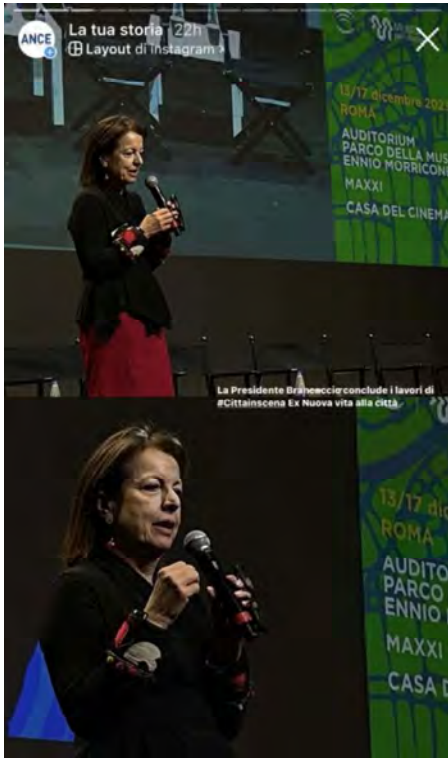 ANCE
La tua storia 22h
Layout di Instagram >
13/17 dicembre
ROMA
AUDITORIUM
PARCO DELLA MUS
ENNIO MORRICONE
MAXXI
CASA DEL CINEMA
La Presidente Brancaccio conclude i lavori di
#Cittainscena Ex Nuova vita alla città
13/17 dic
ROMA
AUDITO
PARCO
ENNIO
MAXXI
CASA D